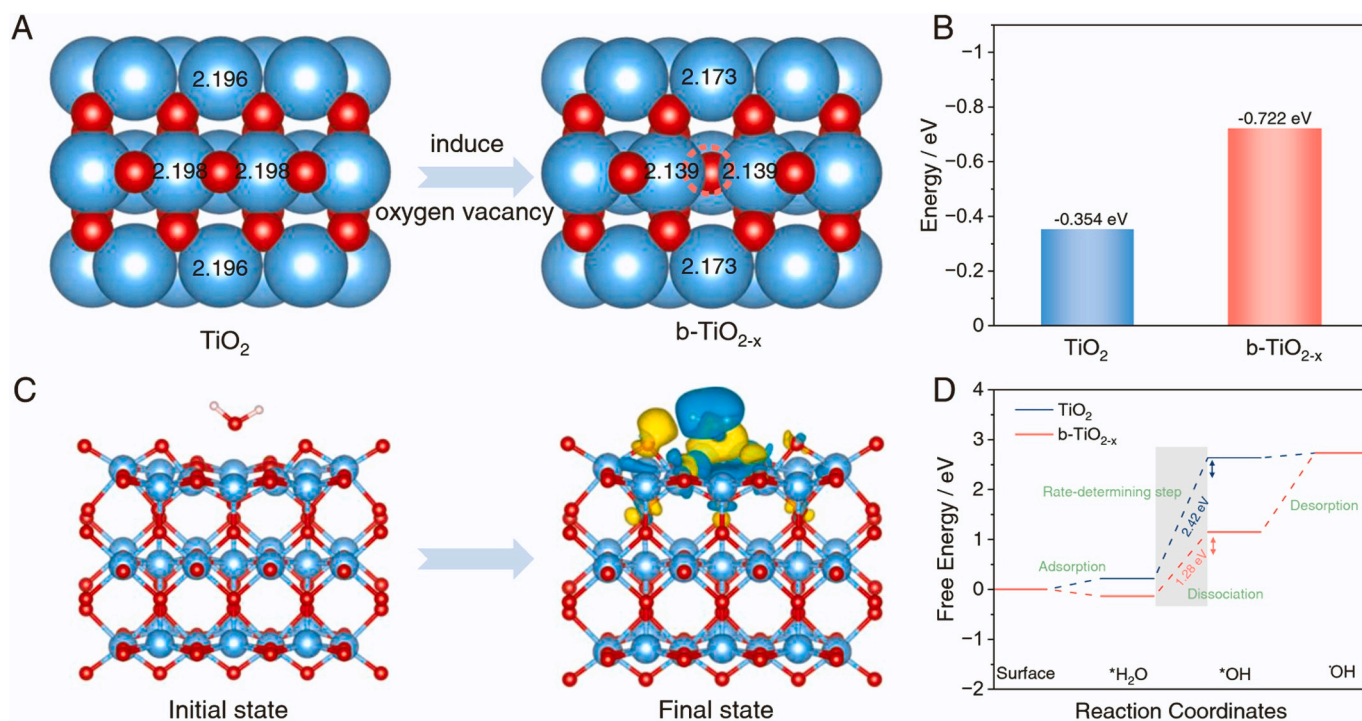 A
2.196
2.198 2.198
2.196
TiO₂
induce
oxygen vacancy
2.173
2.139 2.139
2.173
b-TiO₂₋ₓ
B
Energy / eV
-1
-0.8
-0.6
-0.4
-0.2
0
-0.354 eV
-0.722 eV
TiO₂
b-TiO₂₋ₓ
C
Initial state
Final state
D
Free Energy / eV
4
3
2
1
0
−1
−2
TiO₂
b-TiO₂₋ₓ
Rate-determining step
Adsorption
2.42 eV
1.28 eV
Dissociation
Desorption
Surface
*H₂O
*OH
·OH
Reaction Coordinates